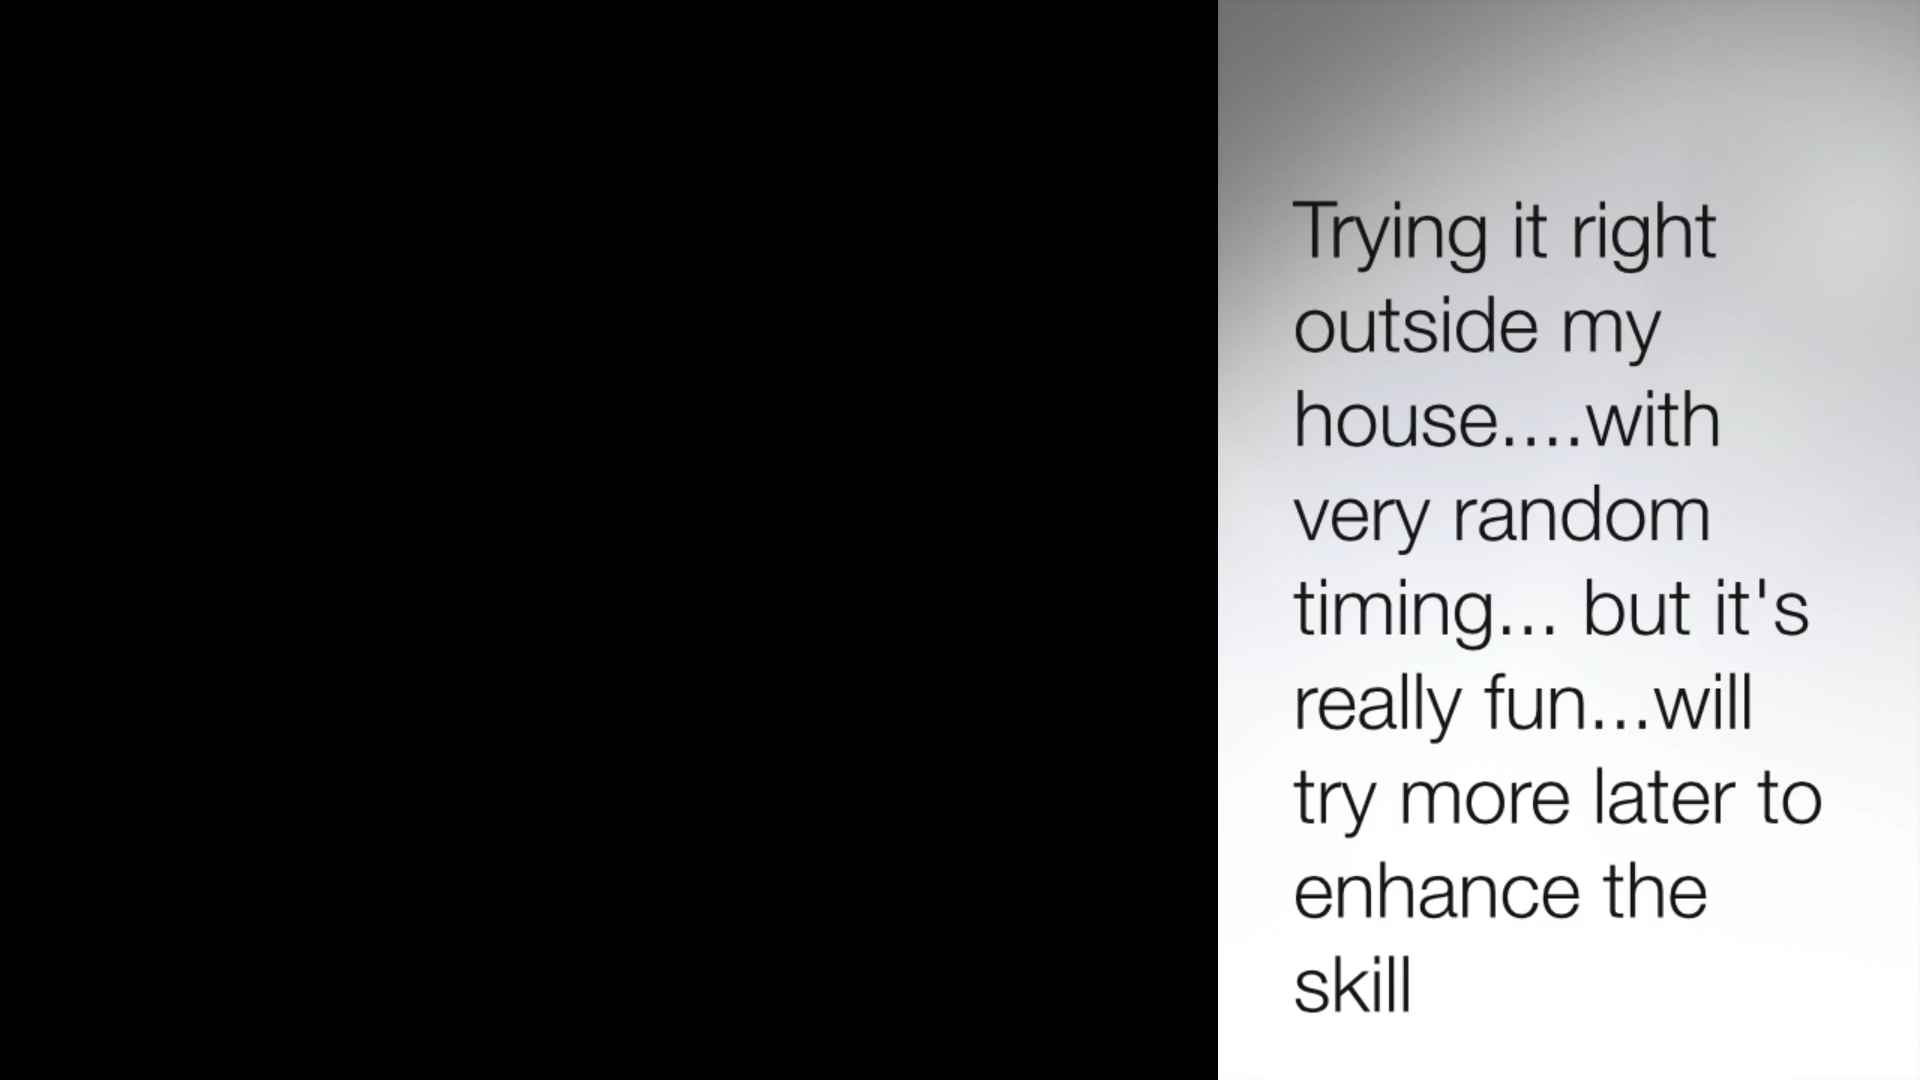 Trying it right
outside my
house....with
very random
timing... but it's
really fun...will
try more later to
enhance the
skill